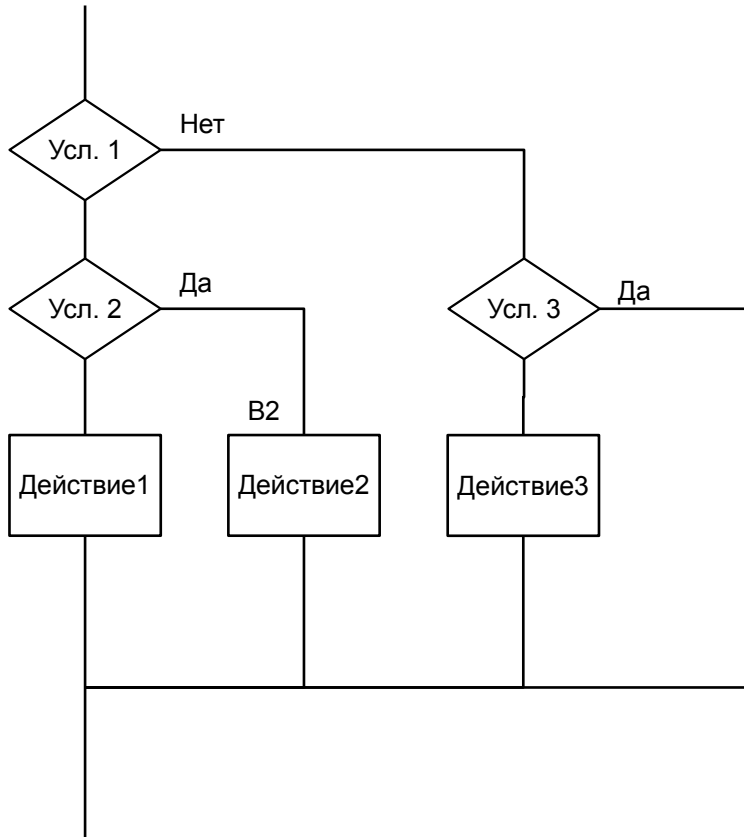 Нет
Усл. 1
Да
Усл. 2
Да
Усл. 3
В2
Действие1
Действие2
Действие3